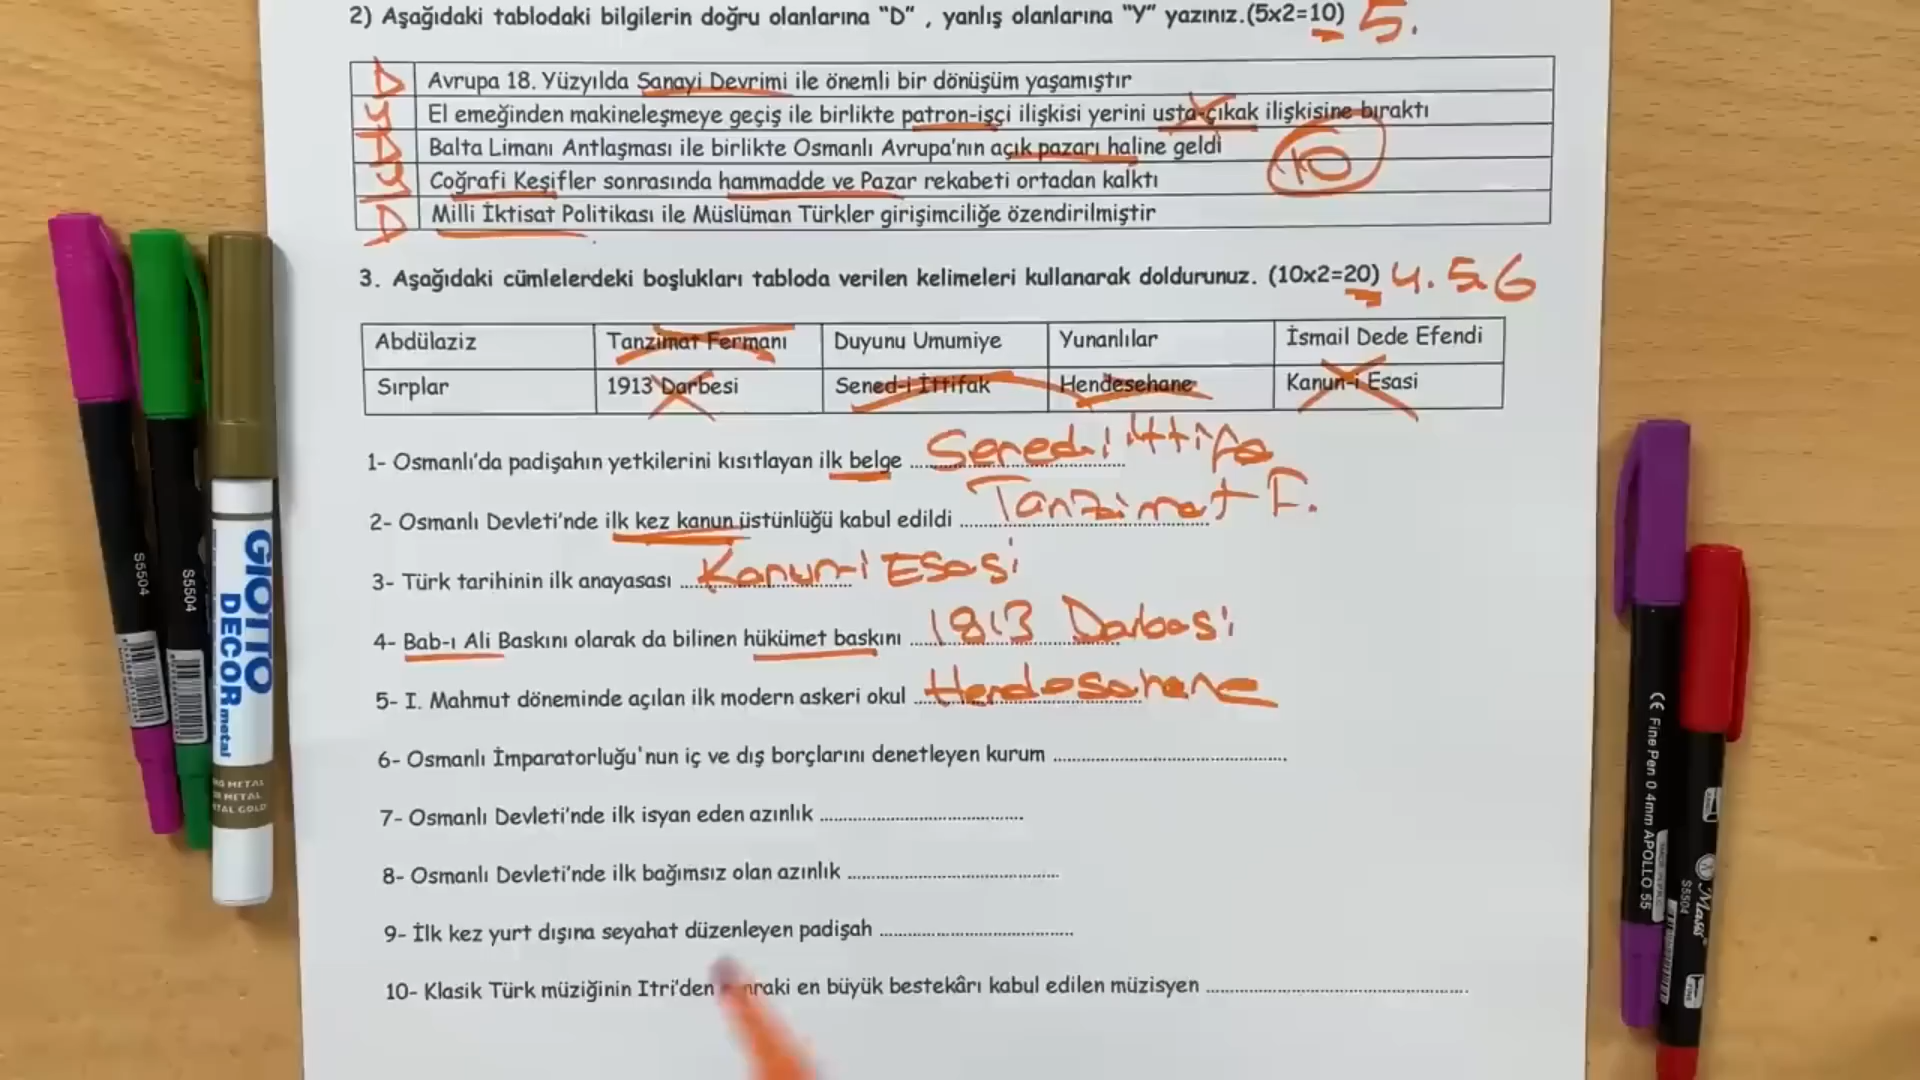 2) Aşağıdaki tablodaki bilgilerin doğru olanlarına “D” , yanlış olanlarına “Y” yazınız.(5x2=10) 5.
D Avrupa 18. Yüzyılda Sanayi Devrimi ile önemli bir dönüşüm yaşamıştır
Y El emeğinden makineleşmeye geçiş ile birlikte patron-işçi ilişkisi yerini usta-çıkak ilişkisine bıraktı
D Balta Limanı Antlaşması ile birlikte Osmanlı Avrupa’nın açık pazarı haline geldi 10
Y Coğrafi Keşifler sonrasında hammadde ve Pazar rekabeti ortadan kalktı
D Milli İktisat Politikası ile Müslüman Türkler girişimciliğe özendirilmiştir
3. Aşağıdaki cümlelerdeki boşlukları tabloda verilen kelimeleri kullanarak doldurunuz. (10x2=20) 4.5.6
Abdülaziz Tanzimat Fermanı Duyunu Umumiye Yunanlılar İsmail Dede Efendi
Sırplar 1913 Darbesi Sened-i İttifak Hendesehane Kanun-i Esasi
1- Osmanlı’da padişahın yetkilerini kısıtlayan ilk belge ........ Sened-i ittifa
2- Osmanlı Devleti’nde ilk kez kanun üstünlüğü kabul edildi ........ Tanzimat F.
3- Türk tarihinin ilk anayasası ........ Kanun-i Esasi
4- Bab-ı Ali Baskını olarak da bilinen hükümet baskını ........ 1913 Darbesi
5- I. Mahmut döneminde açılan ilk modern askeri okul ........ Hendesehane
6- Osmanlı İmparatorluğu'nun iç ve dış borçlarını denetleyen kurum ........
7- Osmanlı Devleti’nde ilk isyan eden azınlık ........
8- Osmanlı Devleti’nde ilk bağımsız olan azınlık ........
9- İlk kez yurt dışına seyahat düzenleyen padişah ........
10- Klasik Türk müziğinin Itri’den en büyük bestekârı kabul edilen müzisyen ........
S5504
S5504
GIOTTO
DECOR metal
Fine Pen 0.4mm APOLLO 55
S5504